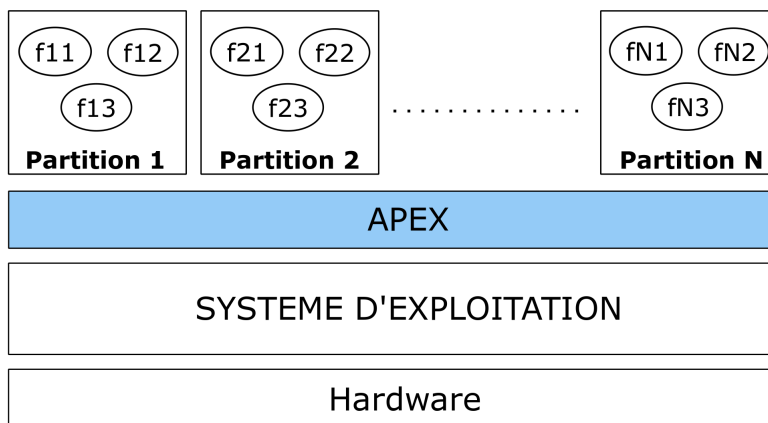 f11 f12 f21 f22 fN1 fN2
f13 f23 . . . . . . . . . . . . . . fN3
Partition 1 Partition 2 Partition N
APEX
SYSTEME D'EXPLOITATION
Hardware